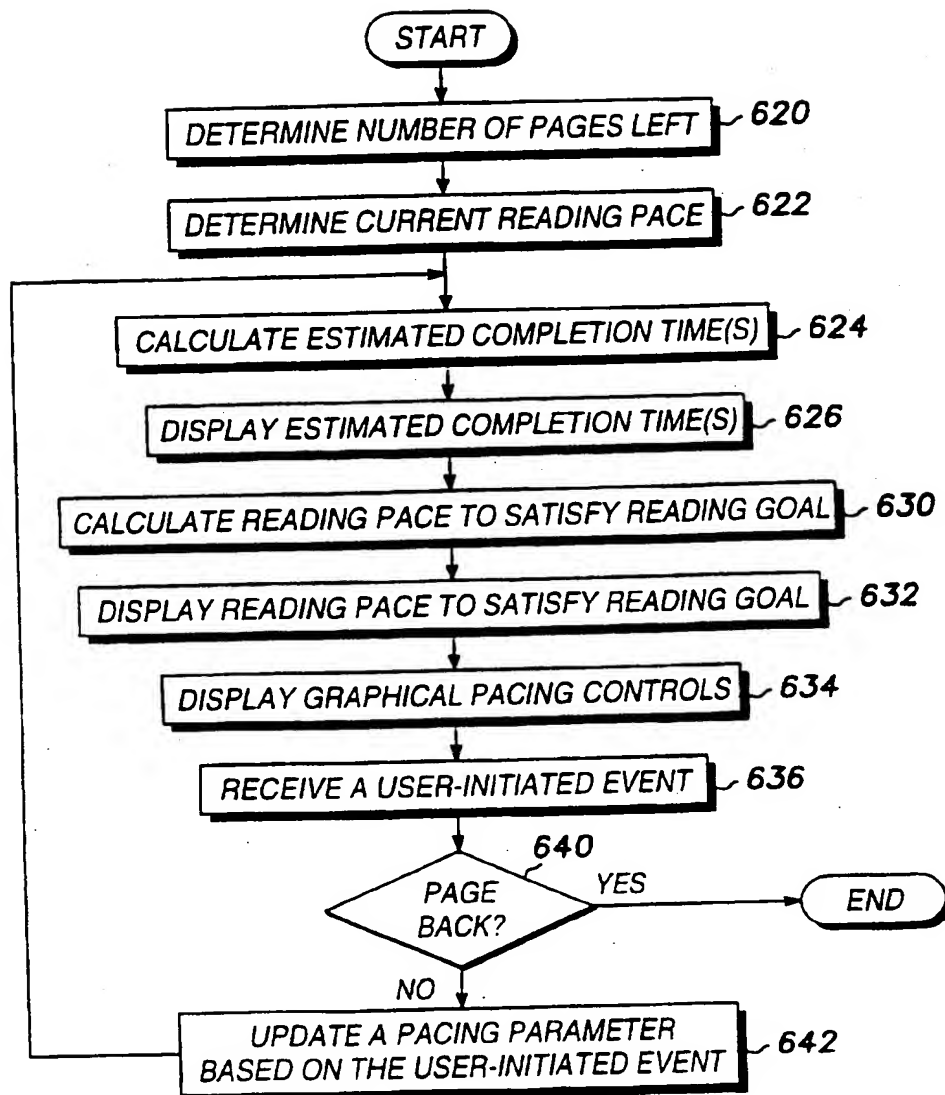 START
DETERMINE NUMBER OF PAGES LEFT 620
DETERMINE CURRENT READING PACE 622
CALCULATE ESTIMATED COMPLETION TIME(S) 624
DISPLAY ESTIMATED COMPLETION TIME(S) 626
CALCULATE READING PACE TO SATISFY READING GOAL 630
DISPLAY READING PACE TO SATISFY READING GOAL 632
DISPLAY GRAPHICAL PACING CONTROLS 634
RECEIVE A USER-INITIATED EVENT 636
640
PAGE
BACK?
YES
END
NO
UPDATE A PACING PARAMETER
BASED ON THE USER-INITIATED EVENT 642